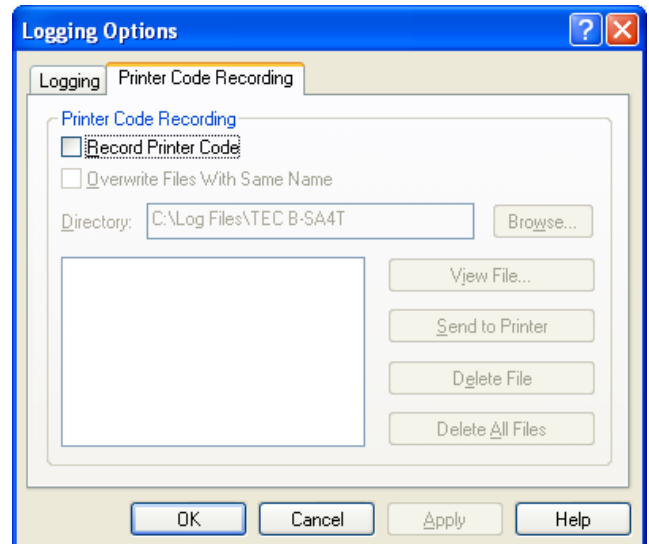 Logging Options
Logging Printer Code Recording
Printer Code Recording
Record Printer Code
Overwrite Files With Same Name
Directory: C:\Log Files\TEC B-SA4T Browse...
View File...
Send to Printer
Delete File
Delete All Files
OK Cancel Apply Help